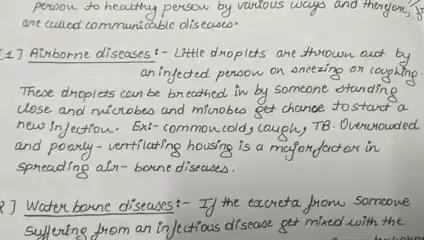 person to healthy person by various ways and therefore,
are called communicable diseases.
[1] Airborne diseases :- Little droplets are thrown out by
an infected person on sneezing or coughing.
These droplets can be breathed in by someone standing
close and microbes and microbes get chance to start a
new infection. Ex:- common cold, cough, TB. Overcrowded
and poorly-ventilating housing is a major factor in
spreading air-borne diseases.
] Water borne diseases :- If the excreta from someone
suffering from an infectious disease get mixed with the